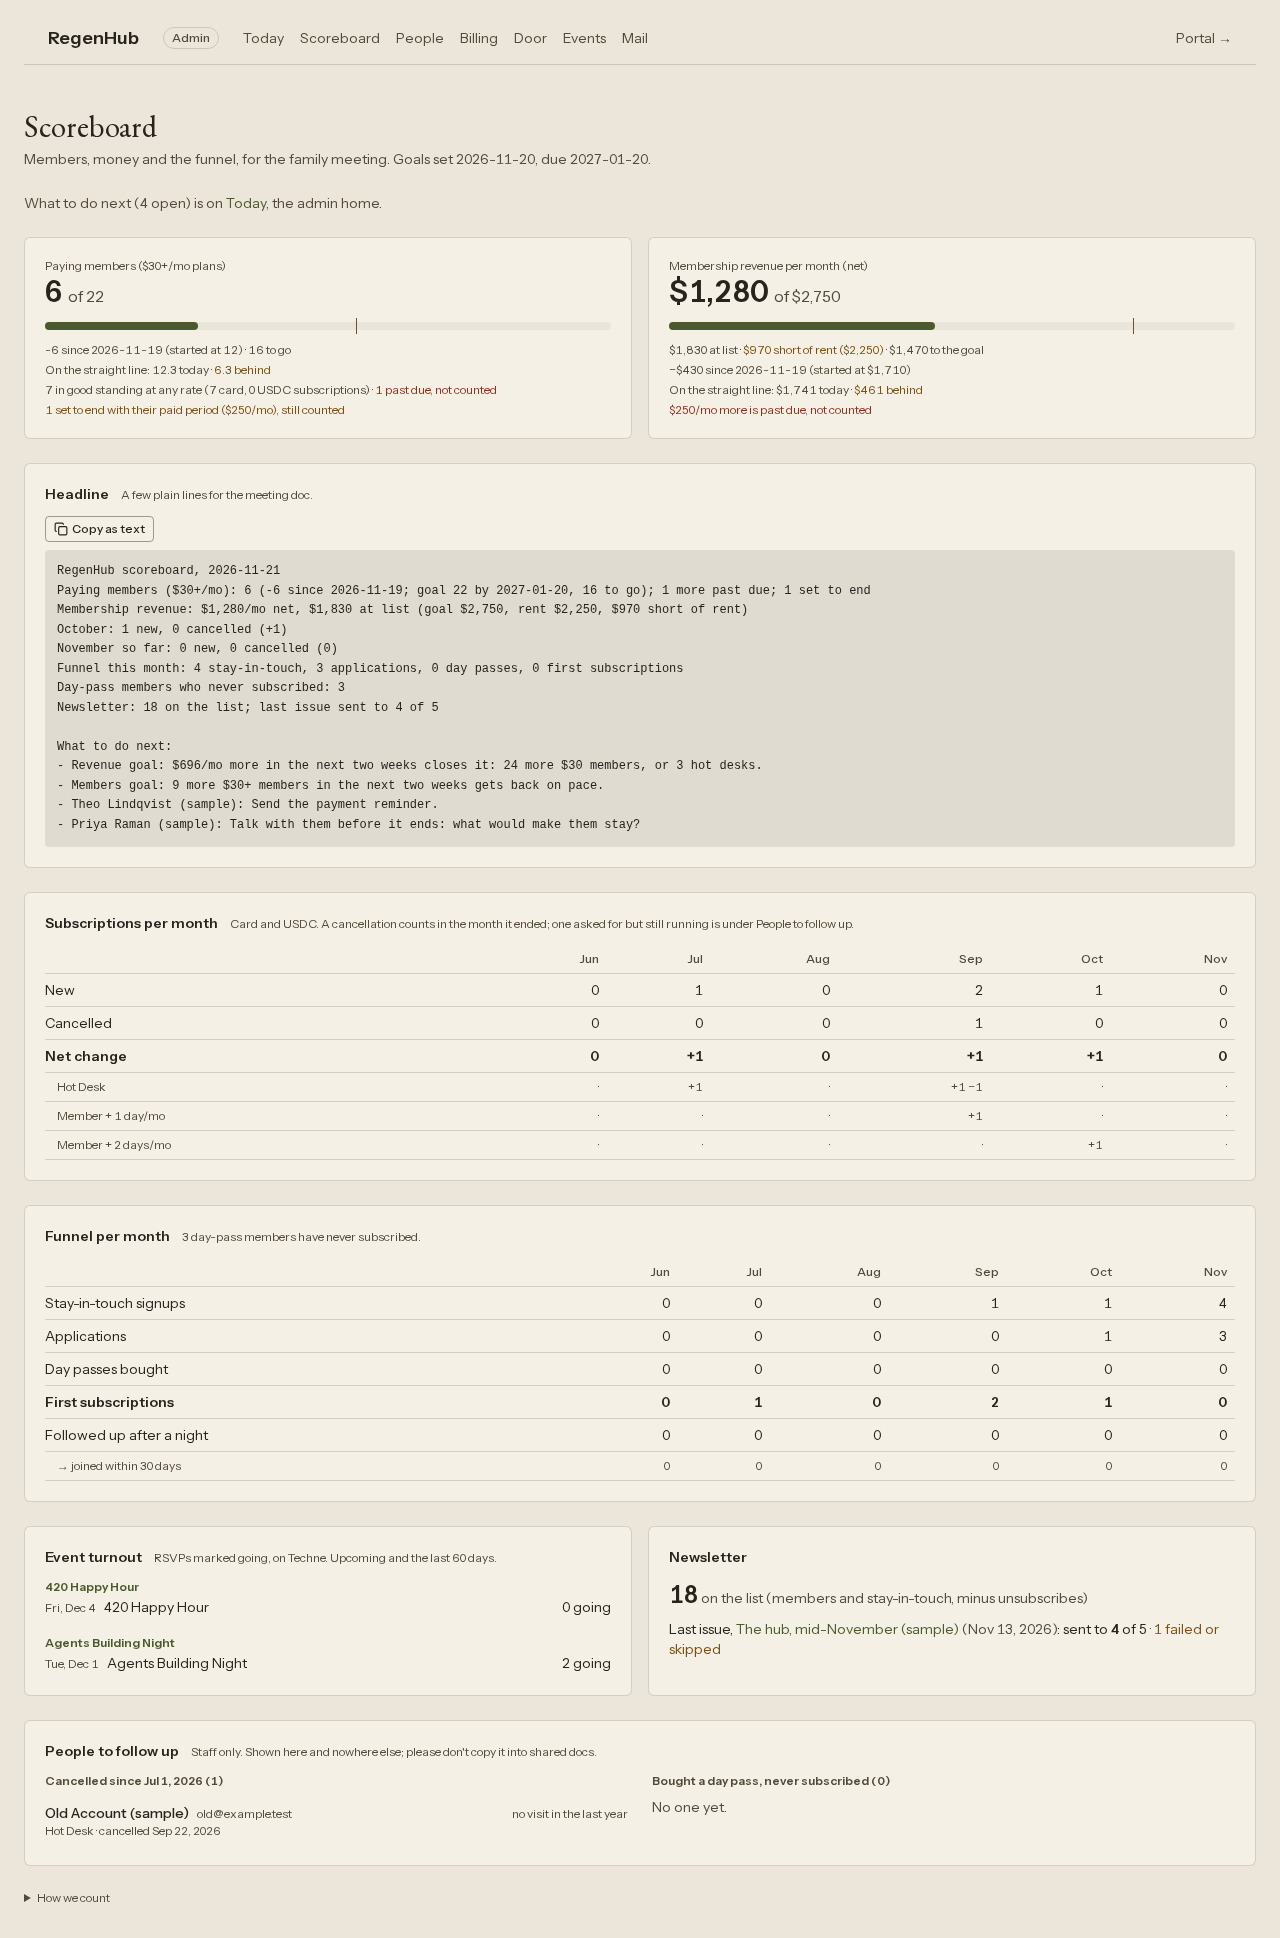 RegenHub Admin Today Scoreboard People Billing Door Events Mail Portal →
Scoreboard
Members, money and the funnel, for the family meeting. Goals set 2026-11-20, due 2027-01-20.
What to do next (4 open) is on Today, the admin home.
Paying members ($30+/mo plans)
6 of 22
-6 since 2026-11-19 (started at 12) · 16 to go
On the straight line: 12.3 today · 6.3 behind
7 in good standing at any rate (7 card, 0 USDC subscriptions) · 1 past due, not counted
1 set to end with their paid period ($250/mo), still counted
Membership revenue per month (net)
$1,280 of $2,750
$1,830 at list · $970 short of rent ($2,250) · $1,470 to the goal
−$430 since 2026-11-19 (started at $1,710)
On the straight line: $1,741 today · $461 behind
$250/mo more is past due, not counted
Headline A few plain lines for the meeting doc.
Copy as text
RegenHub scoreboard, 2026-11-21
Paying members ($30+/mo): 6 (-6 since 2026-11-19; goal 22 by 2027-01-20, 16 to go); 1 more past due; 1 set to end
Membership revenue: $1,280/mo net, $1,830 at list (goal $2,750, rent $2,250, $970 short of rent)
October: 1 new, 0 cancelled (+1)
November so far: 0 new, 0 cancelled (0)
Funnel this month: 4 stay-in-touch, 3 applications, 0 day passes, 0 first subscriptions
Day-pass members who never subscribed: 3
Newsletter: 18 on the list; last issue sent to 4 of 5
What to do next:
- Revenue goal: $696/mo more in the next two weeks closes it: 24 more $30 members, or 3 hot desks.
- Members goal: 9 more $30+ members in the next two weeks gets back on pace.
- Theo Lindqvist (sample): Send the payment reminder.
- Priya Raman (sample): Talk with them before it ends: what would make them stay?
Subscriptions per month Card and USDC. A cancellation counts in the month it ended; one asked for but still running is under People to follow up.
Jun Jul Aug Sep Oct Nov
New 0 1 0 2 1 0
Cancelled 0 0 0 1 0 0
Net change 0 +1 0 +1 +1 0
Hot Desk · +1 · +1 −1 · ·
Member + 1 day/mo · · · +1 · ·
Member + 2 days/mo · · · · +1 ·
Funnel per month 3 day-pass members have never subscribed.
Jun Jul Aug Sep Oct Nov
Stay-in-touch signups 0 0 0 1 1 4
Applications 0 0 0 0 1 3
Day passes bought 0 0 0 0 0 0
First subscriptions 0 1 0 2 1 0
Followed up after a night 0 0 0 0 0 0
→ joined within 30 days 0 0 0 0 0 0
Event turnout RSVPs marked going, on Techne. Upcoming and the last 60 days.
420 Happy Hour
Fri, Dec 4 420 Happy Hour 0 going
Agents Building Night
Tue, Dec 1 Agents Building Night 2 going
Newsletter
18 on the list (members and stay-in-touch, minus unsubscribes)
Last issue, The hub, mid-November (sample) (Nov 13, 2026): sent to 4 of 5 · 1 failed or
skipped
People to follow up Staff only. Shown here and nowhere else; please don't copy it into shared docs.
Cancelled since Jul 1, 2026 (1)
Old Account (sample) old@example.test no visit in the last year
Hot Desk · cancelled Sep 22, 2026
Bought a day pass, never subscribed (0)
No one yet.
▶ How we count